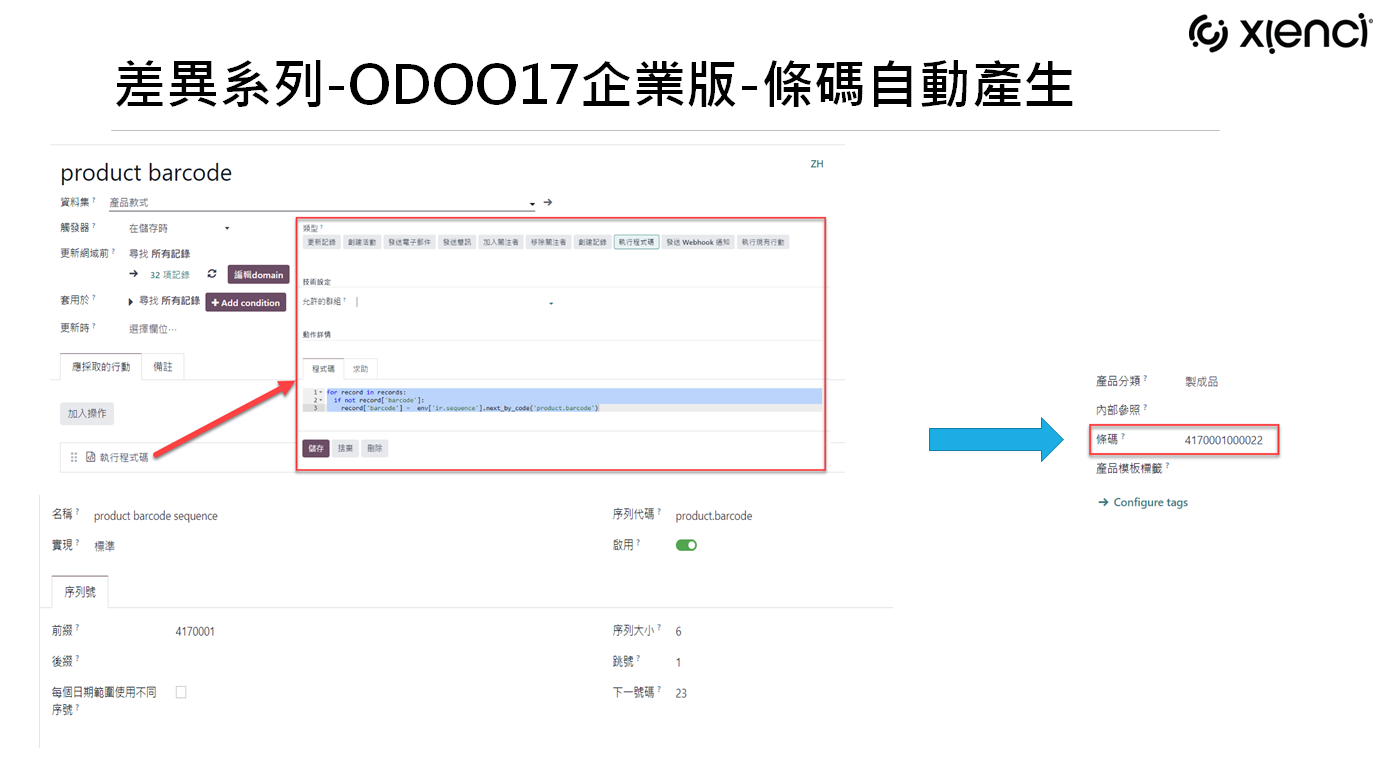 xienci
差異系列-ODOO17企業版-條碼自動產生
product barcode
ZH
資料集?
產品款式
觸發器?
在儲存時
更新網域前?
尋找 所有記錄
32 項記錄
編輯domain
套用於?
尋找 所有記錄
Add condition
更新時?
選擇欄位...
應採取的行動
備註
加入操作
執行程式碼
類型?
更新記錄 創建活動 發送電子郵件 發送簡訊 加入關注者 移除關注者 創建記錄 執行程式碼 發送 Webhook 通知 執行現有行動
技術設定
允許的群組?
動作詳情
程式碼 求助
1 for record in records:
2 if not record['barcode']:
3 record['barcode'] = env['ir.sequence'].next_by_code('product.barcode')
儲存 捨棄 刪除
產品分類? 製成品
內部參照?
條碼? 4170001000022
產品模板標籤?
Configure tags
名稱? product barcode sequence
序列代碼? product.barcode
實現? 標準
啟用?
序列號
前綴? 4170001
序列大小? 6
後綴?
跳號? 1
每個日期範圍使用不同
序號?
下一號碼? 23